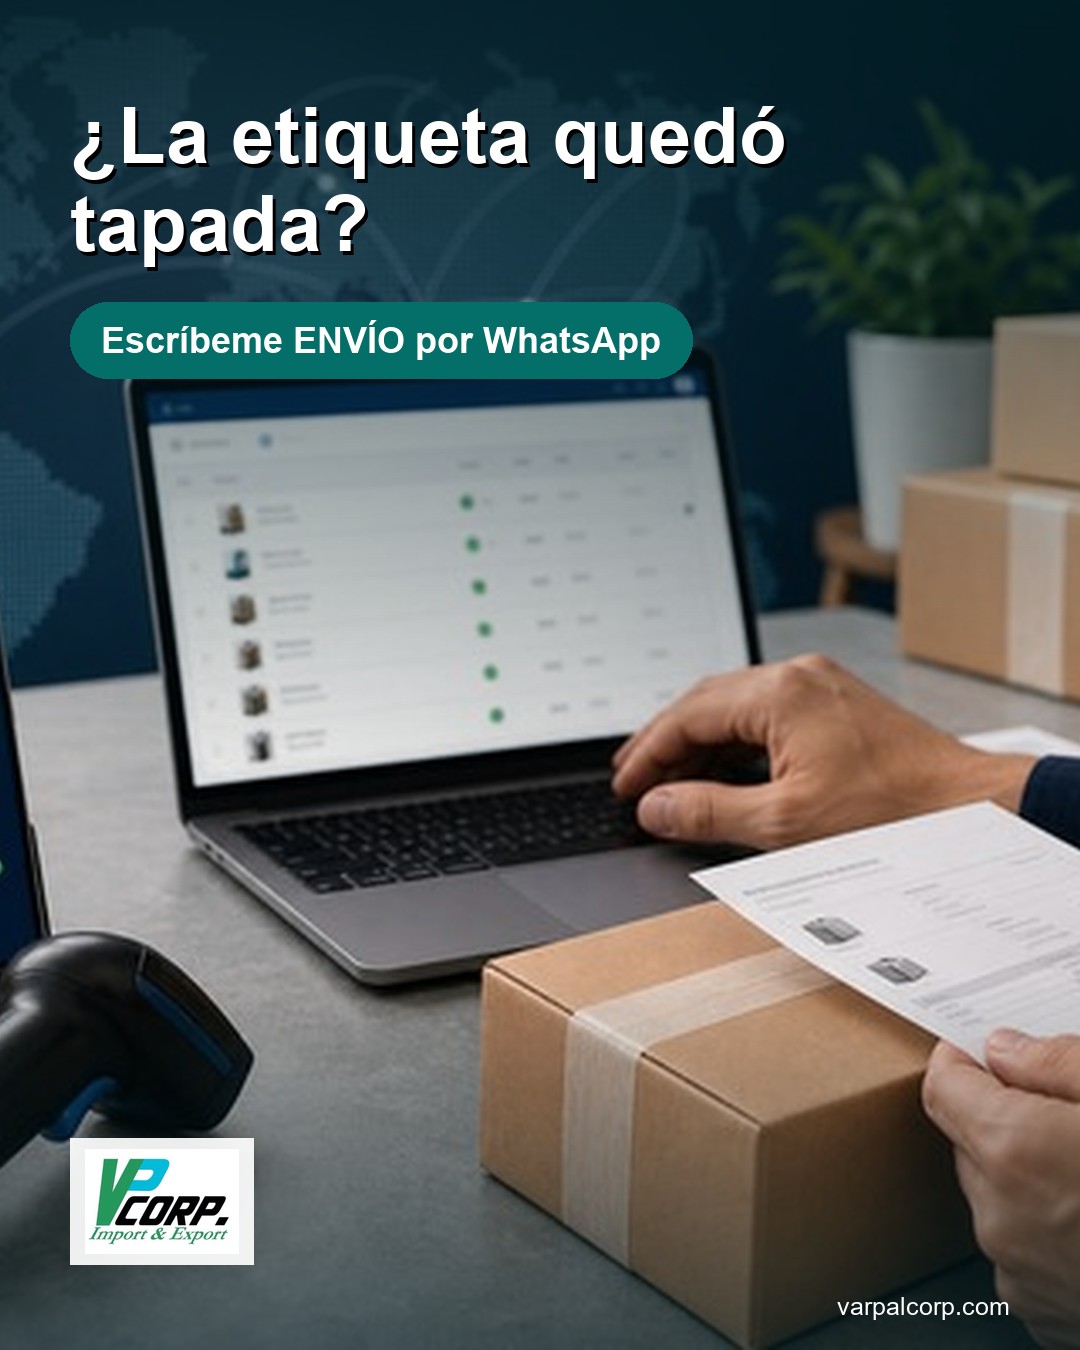 ¿La etiqueta quedó
tapada?
Escríbeme ENVÍO por WhatsApp
VP
CORP.
Import & Export
varpalcorp.com